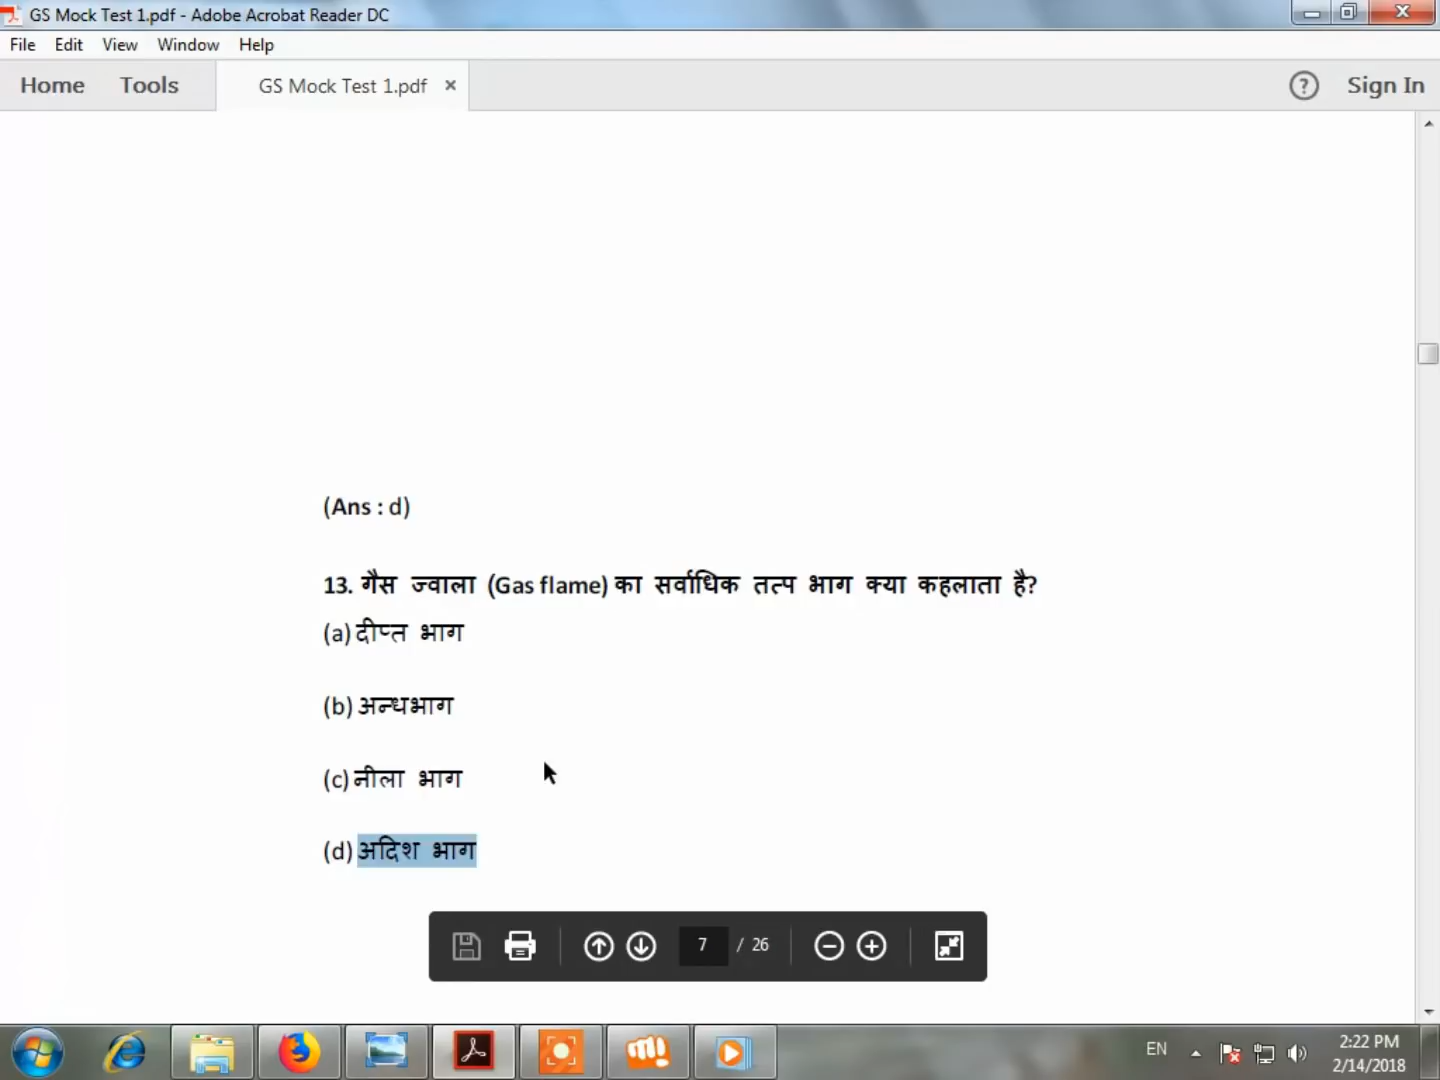 GS Mock Test 1.pdf - Adobe Acrobat Reader DC
File Edit View Window Help
Home Tools GS Mock Test 1.pdf × ? Sign In
(Ans : d)
13. गैस ज्वाला (Gas flame) का सर्वाधिक तत्प भाग क्या कहलाता है?
(a) दीप्त भाग
(b) अन्धभाग
(c) नीला भाग
(d) अदिश भाग
7 / 26
EN
2:22 PM
2/14/2018